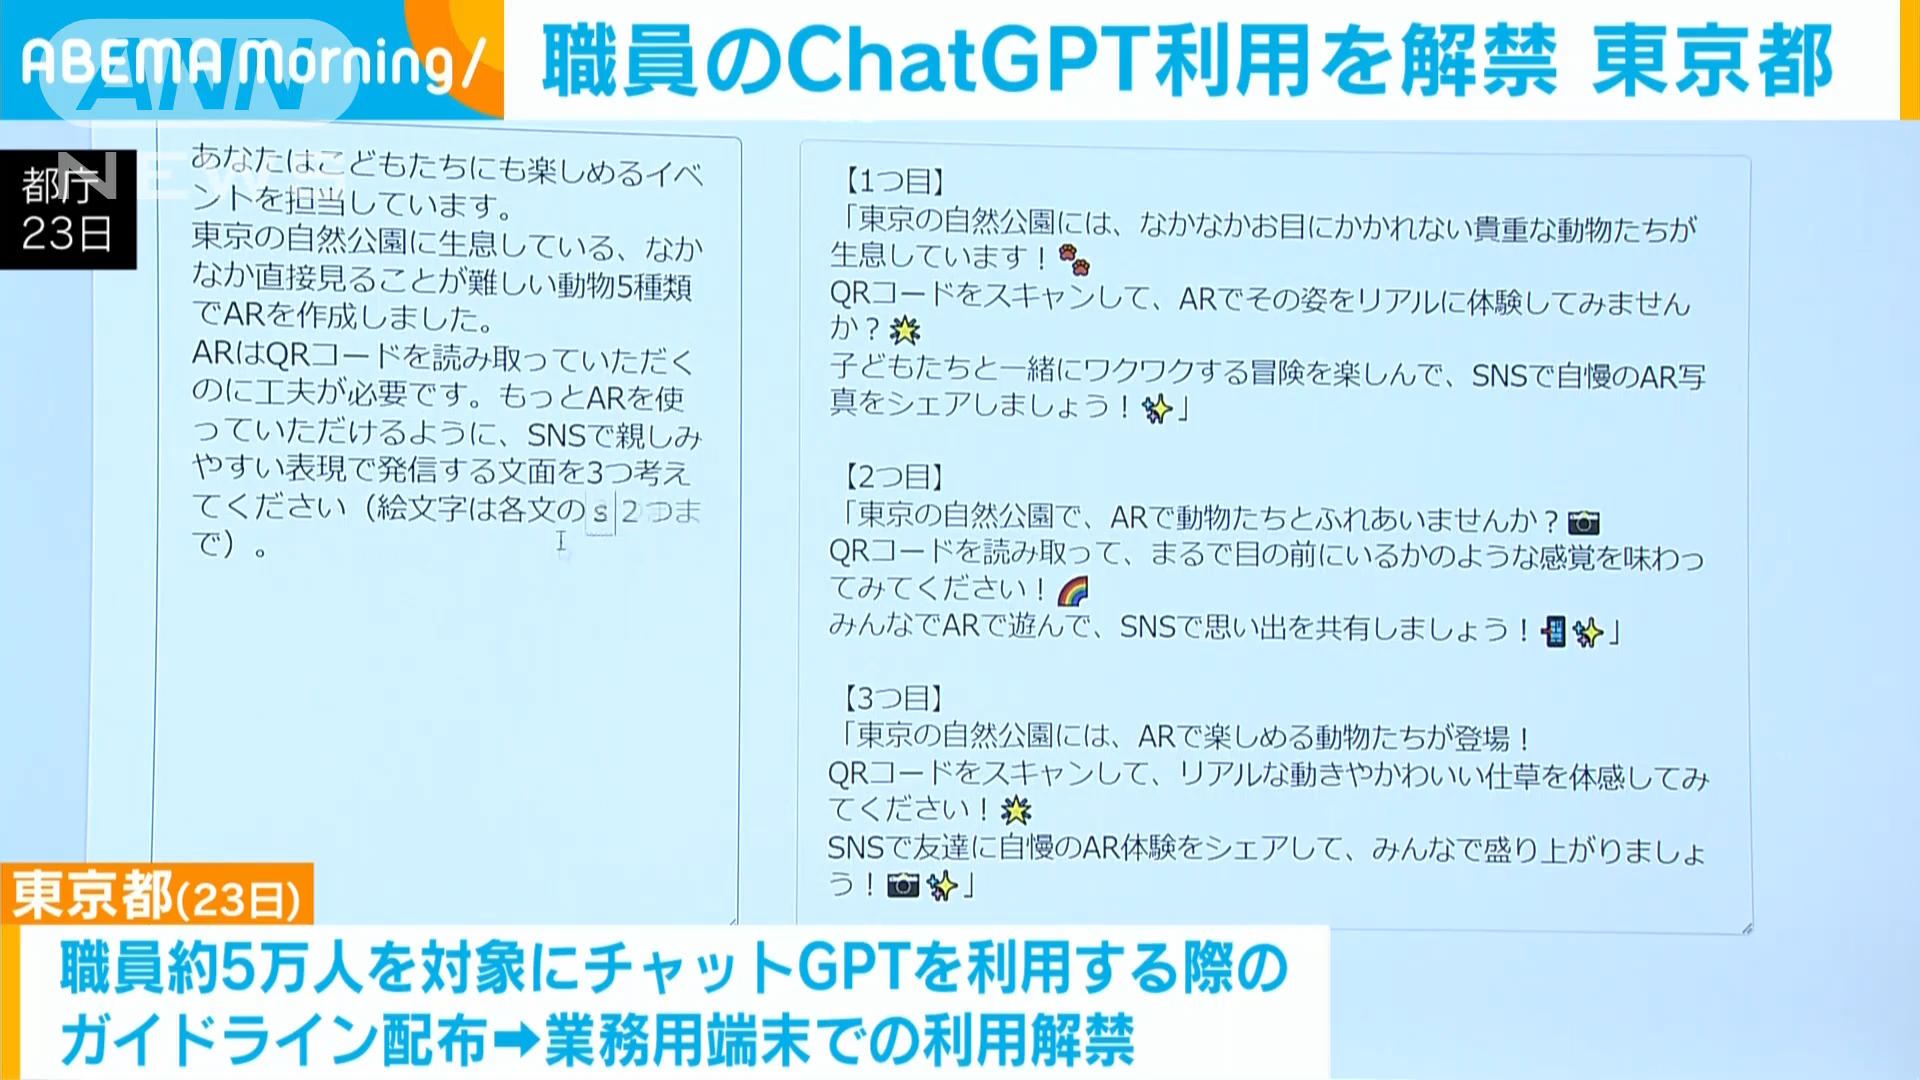 ABEMA Morning/
ANN
NEWS
職員のChatGPT利用を解禁 東京都
都庁
23日
あなたはこどもたちにも楽しめるイベ
ントを担当しています。
東京の自然公園に生息している、なか
なか直接見ることが難しい動物5種類
でARを作成しました。
ARはQRコードを読み取っていただく
のに工夫が必要です。もっとARを使
っていただけるように、SNSで親しみ
やすい表現で発信する文面を3つ考え
てください（絵文字は各文のs2つま
で）。
【1つ目】
「東京の自然公園には、なかなかお目にかかれない貴重な動物たちが
生息しています！🐾
QRコードをスキャンして、ARでその姿をリアルに体験してみません
か？🌟
子どもたちと一緒にワクワクする冒険を楽しんで、SNSで自慢のAR写
真をシェアしましょう！✨」
【2つ目】
「東京の自然公園で、ARで動物たちとふれあいませんか？📷
QRコードを読み取って、まるで目の前にいるかのような感覚を味わっ
てみてください！🌈
みんなでARで遊んで、SNSで思い出を共有しましょう！📲✨」
【3つ目】
「東京の自然公園には、ARで楽しめる動物たちが登場！
QRコードをスキャンして、リアルな動きやかわいい仕草を体感してみ
てください！🌟
SNSで友達に自慢のAR体験をシェアして、みんなで盛り上がりましょ
う！📷✨」
東京都(23日)
職員約5万人を対象にチャットGPTを利用する際の
ガイドライン配布➡業務用端末での利用解禁